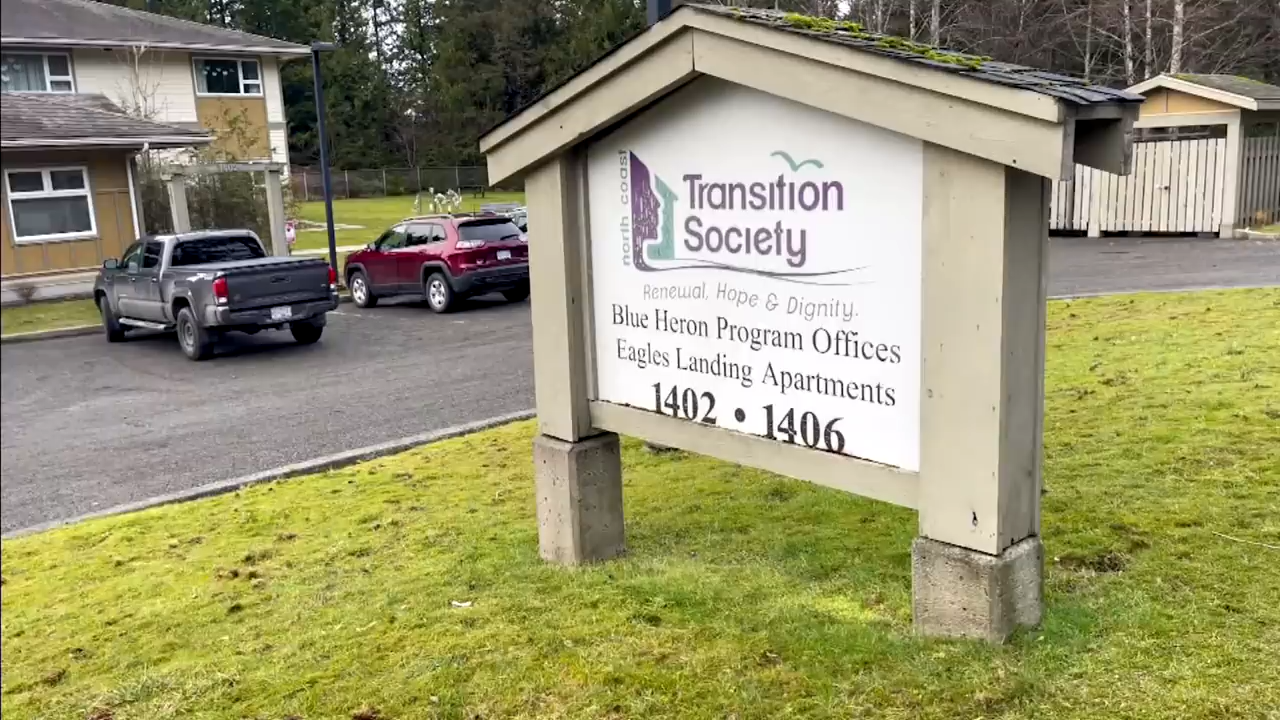 north coast
Transition
Society
Renewal, Hope & Dignity.
Blue Heron Program Offices
Eagles Landing Apartments
1402 • 1406